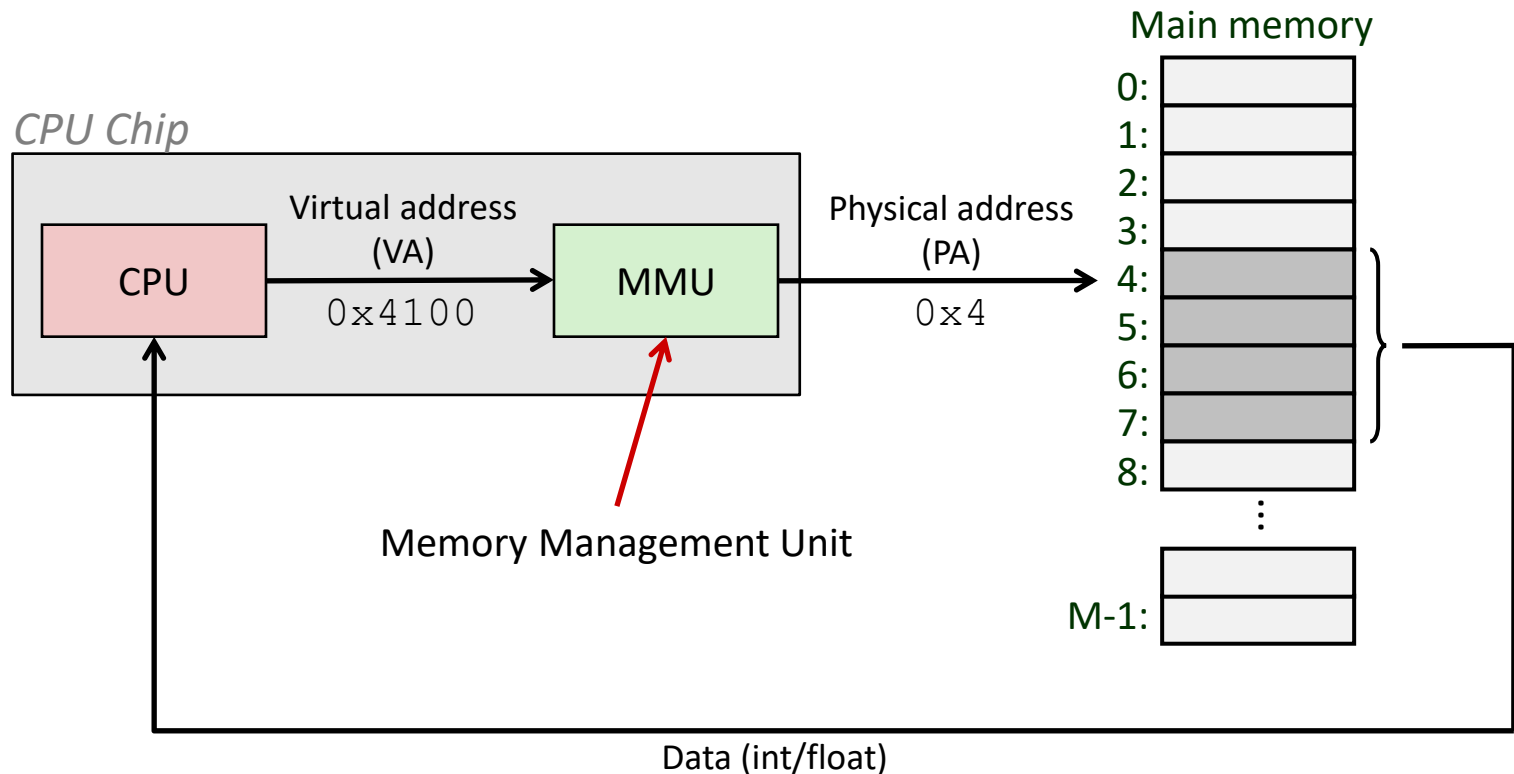 Main memory
CPU Chip
0:
1:
2:
3:
4:
5:
6:
7:
8:
...
M-1:
Virtual address
(VA)
Physical address
(PA)
CPU
MMU
0x4100
0x4
Memory Management Unit
Data (int/float)